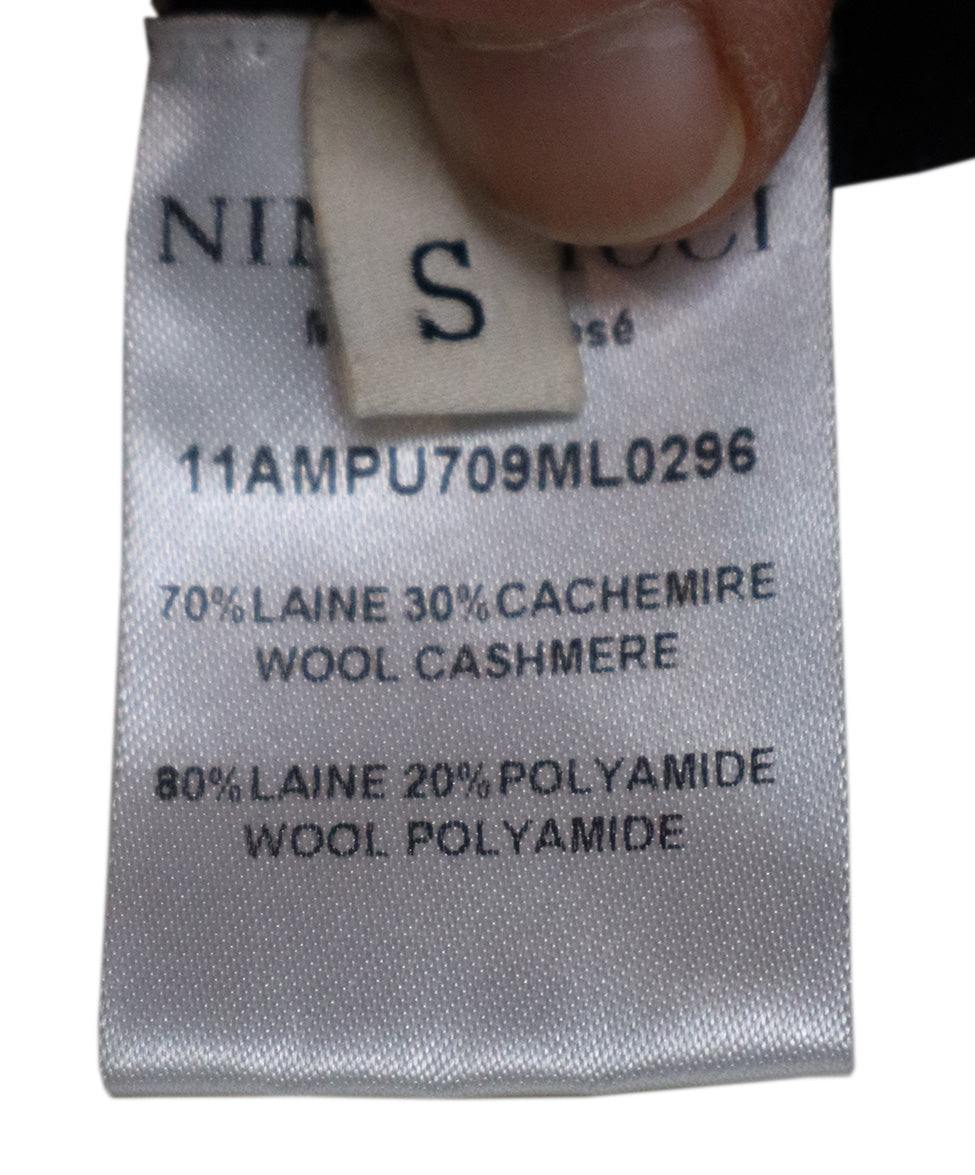 S
11AMPU709ML0296
70% LAINE 30% CACHEMIRE
WOOL CASHMERE
80% LAINE 20% POLYAMIDE
WOOL POLYAMIDE